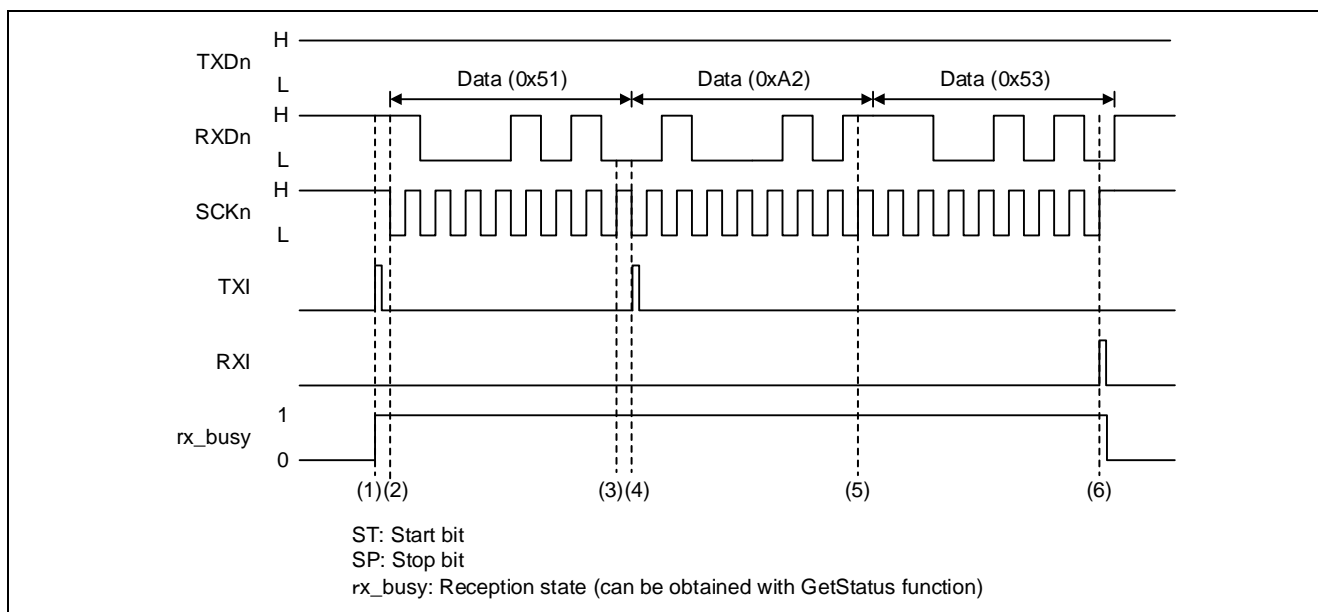 H
TXDn
L
Data (0x51) Data (0xA2) Data (0x53)
H
RXDn
L
H
SCKn
L
TXI
RXI
1
rx_busy
0
(1) (2) (3) (4) (5) (6)
ST: Start bit
SP: Stop bit
rx_busy: Reception state (can be obtained with GetStatus function)